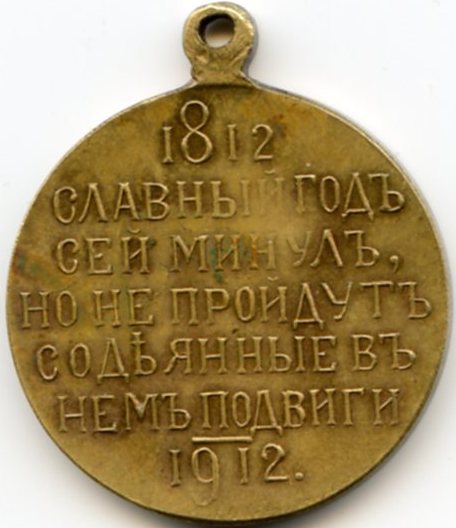 1812
СЛАВНЫЙ ГОДЪ
СЕЙ МИНУЛЪ,
НО НЕ ПРОЙДУТЪ
СОДѢЯННЫЕ ВЪ
НЕМЪ ПОДВИГИ
1912.